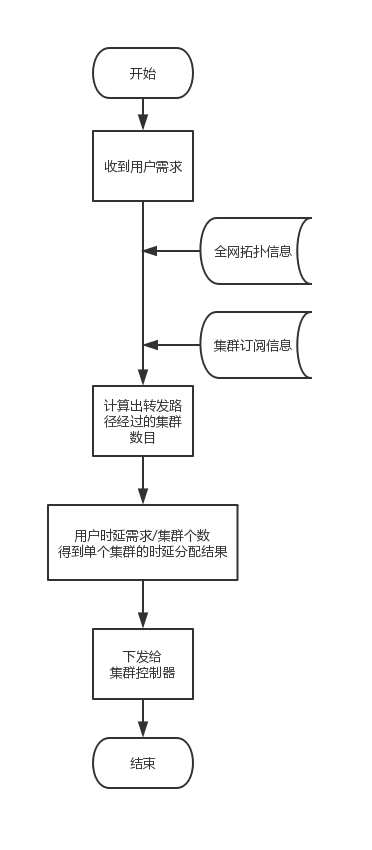 开始
收到用户需求
全网拓扑信息
集群订阅信息
计算出转发路
径经过的集群
数目
用户时延需求/集群个数
得到单个集群的时延分配结果
下发给
集群控制器
结束